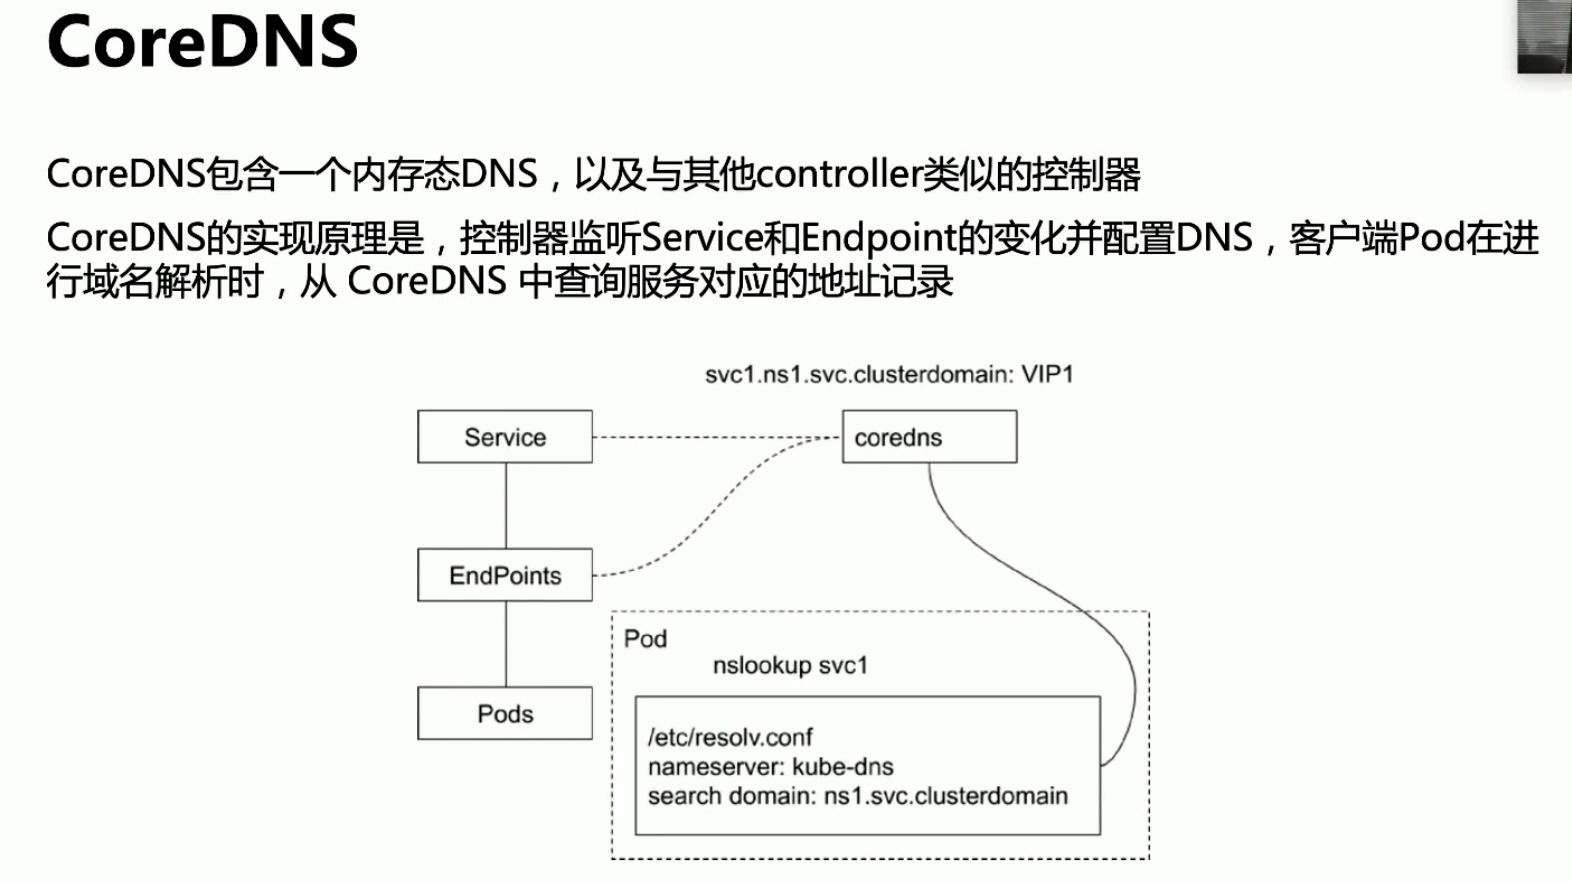 CoreDNS
CoreDNS包含一个内存态DNS，以及与其他controller类似的控制器
CoreDNS的实现原理是，控制器监听Service和Endpoint的变化并配置DNS，客户端Pod在进
行域名解析时，从 CoreDNS 中查询服务对应的地址记录
svc1.ns1.svc.clusterdomain: VIP1
Service
coredns
EndPoints
Pods
Pod
nslookup svc1
/etc/resolv.conf
nameserver: kube-dns
search domain: ns1.svc.clusterdomain